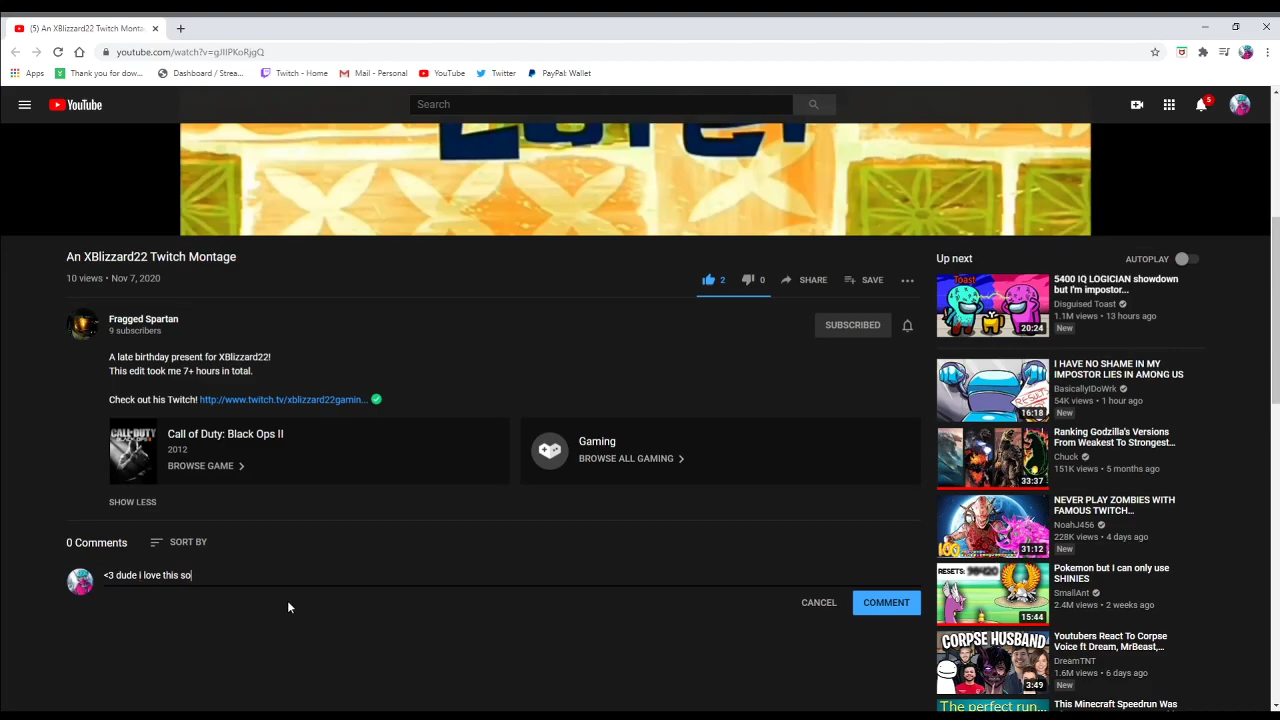 (5) An XBlizzard22 Twitch Monta
youtube.com/watch?v=gJIIPKoRjgQ
Apps
Thank you for dow...
Dashboard / Strea...
Twitch - Home
Mail - Personal
YouTube
Twitter
PayPal: Wallet
YouTube
Search
5
Later
An XBlizzard22 Twitch Montage
10 views • Nov 7, 2020
2
0
SHARE
SAVE
Fragged Spartan
9 subscribers
SUBSCRIBED
A late birthday present for XBlizzard22!
This edit took me 7+ hours in total.
Check out his Twitch! http://www.twitch.tv/xblizzard22gamin...
CALL·DUTY
BLACK OPS II
Call of Duty: Black Ops II
2012
BROWSE GAME
Gaming
BROWSE ALL GAMING
SHOW LESS
0 Comments
SORT BY
<3 dude i love this so
CANCEL
COMMENT
Up next
AUTOPLAY
Toast
20:24
5400 IQ LOGICIAN showdown
but I'm impostor...
Disguised Toast
1.1M views • 13 hours ago
New
RESULTS
16:18
I HAVE NO SHAME IN MY
IMPOSTOR LIES IN AMONG US
BasicallyIDoWrk
54K views • 1 hour ago
New
33:37
Ranking Godzilla's Versions
From Weakest To Strongest...
Chuck
151K views • 5 months ago
100
31:12
NEVER PLAY ZOMBIES WITH
FAMOUS TWITCH...
NoahJ456
228K views • 4 days ago
New
RESETS:
15:44
Pokemon but I can only use
SHINIES
SmallAnt
2.4M views • 2 weeks ago
CORPSE HUSBAND
3:49
Youtubers React To Corpse
Voice ft Dream, MrBeast,...
DreamTNT
1.6M views • 6 days ago
New
The perfect run...
This Minecraft Speedrun Was